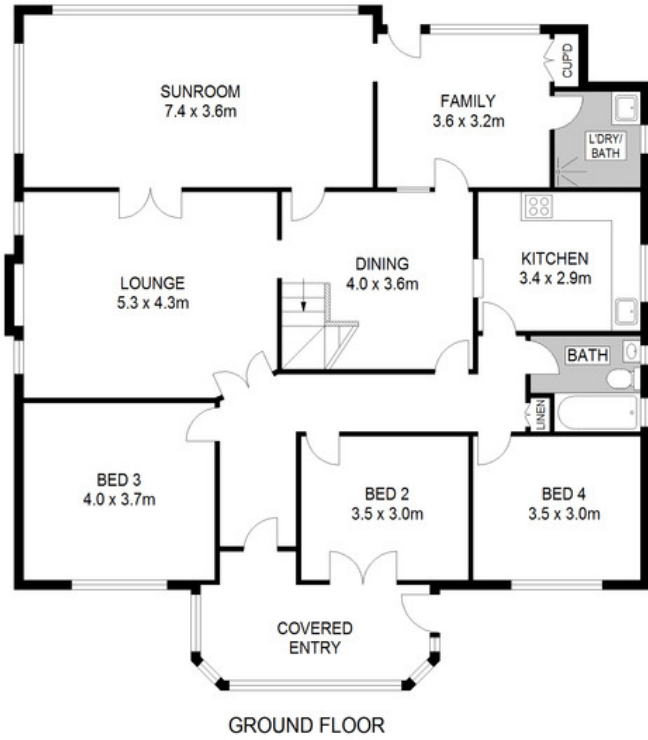 SUNROOM
7.4 x 3.6m
FAMILY
3.6 x 3.2m
CUP'D
L'DRY/
BATH
LOUNGE
5.3 x 4.3m
DINING
4.0 x 3.6m
KITCHEN
3.4 x 2.9m
BATH
LINEN
BED 3
4.0 x 3.7m
BED 2
3.5 x 3.0m
BED 4
3.5 x 3.0m
COVERED
ENTRY
GROUND FLOOR